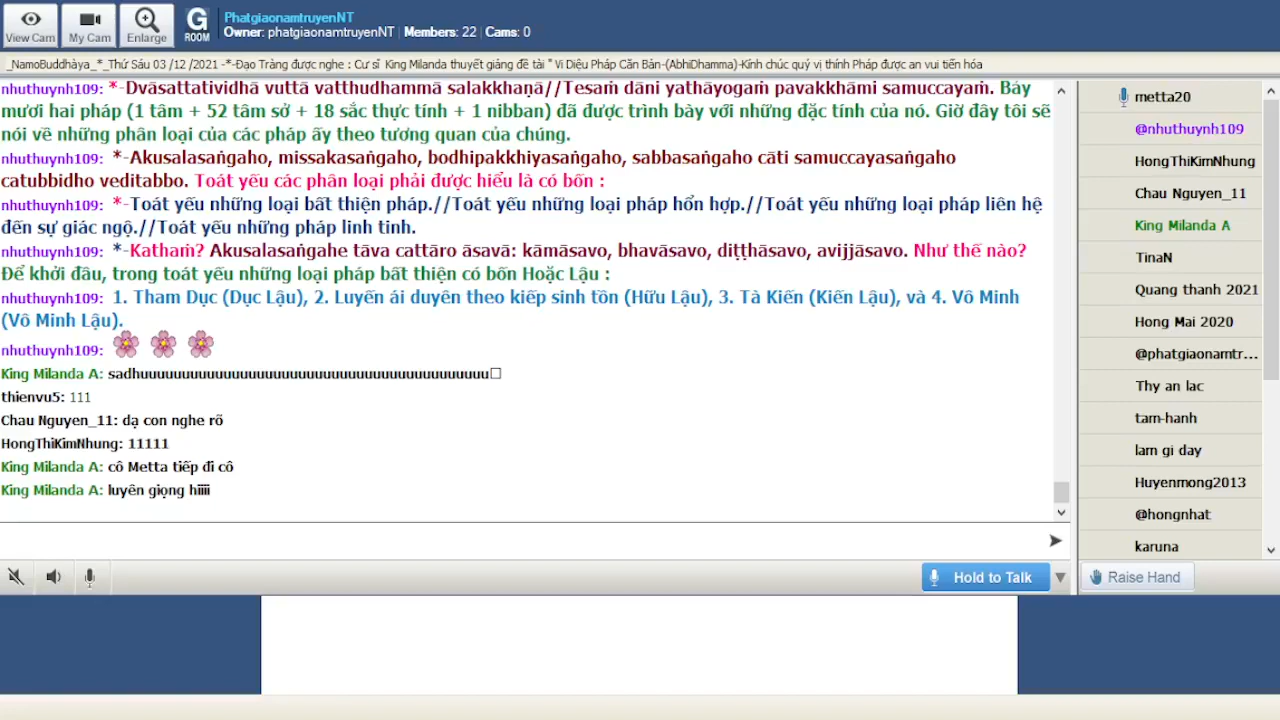 View Cam
My Cam
Enlarge
G
ROOM
PhatgiaonamtruyenNT
Owner: phatgiaonamtruyenNT | Members: 22 | Cams: 0
_NamoBuddhàya_*_Thứ Sáu 03 /12 /2021 -*-Đạo Tràng được nghe : Cư sĩ King Milanda thuyết giảng đề tài " Vi Diệu Pháp Căn Bản-(AbhiDhamma)-Kính chúc quý vị thính Pháp được an vui tiến hóa
nhuthuynh109: *-Dvāsattatividhā vuttā vatthudhammā salakkhaṇā//Tesaṁ dāni yathāyogaṁ pavakkhāmi samuccayaṁ. Bảy
mươi hai pháp (1 tâm + 52 tâm sở + 18 sắc thực tính + 1 nibban) đã được trình bày với những đặc tính của nó. Giờ đây tôi sẽ
nói về những phân loại của các pháp ấy theo tương quan của chúng.
nhuthuynh109: *-Akusalasaṅgaho, missakasaṅgaho, bodhipakkhiyasaṅgaho, sabbasaṅgaho cāti samuccayasaṅgaho
catubbidho veditabbo. Toát yếu các phân loại phải được hiểu là có bốn :
nhuthuynh109: *-Toát yếu những loại bất thiện pháp.//Toát yếu những loại pháp hổn hợp.//Toát yếu những loại pháp liên hệ
đến sự giác ngộ.//Toát yếu những pháp linh tinh.
nhuthuynh109: *-Kathaṁ? Akusalasaṅgahe tāva cattāro āsavā: kāmāsavo, bhavāsavo, diṭṭhāsavo, avijjāsavo. Như thế nào?
Để khởi đầu, trong toát yếu những loại pháp bất thiện có bốn Hoặc Lậu :
nhuthuynh109: 1. Tham Dục (Dục Lậu), 2. Luyến ái duyên theo kiếp sinh tồn (Hữu Lậu), 3. Tà Kiến (Kiến Lậu), và 4. Vô Minh
(Vô Minh Lậu).
nhuthuynh109:
King Milanda A: sadhuuuuuuuuuuuuuuuuuuuuuuuuuuuuuuuuuuuuuuuuuu
thienvu5: 111
Chau Nguyen_11: dạ con nghe rõ
HongThiKimNhung: 11111
King Milanda A: cô Metta tiếp đi cô
King Milanda A: luyên giọng hiiiii
Hold to Talk
metta20
@nhuthuynh109
HongThiKimNhung
Chau Nguyen_11
King Milanda A
TinaN
Quang thanh 2021
Hong Mai 2020
@phatgiaonamtr...
Thy an lac
tam-hanh
lam gi day
Huyenmong2013
@hongnhat
karuna
Raise Hand